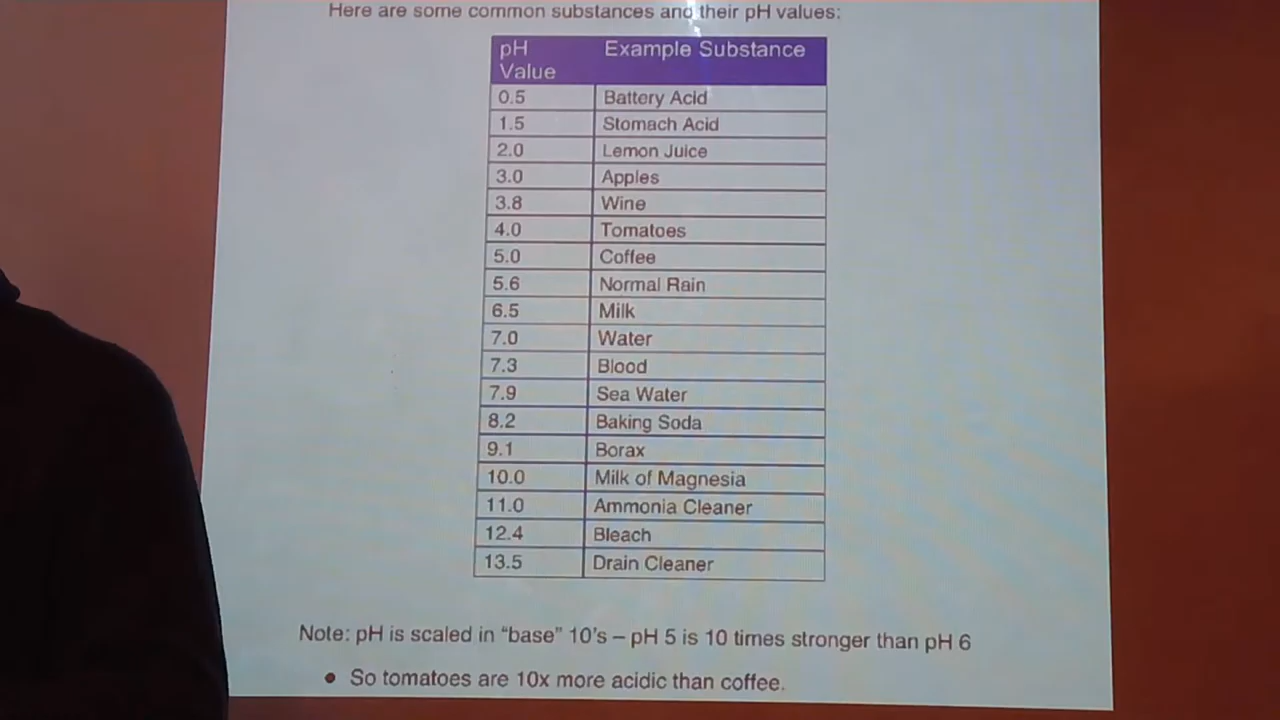 Here are some common substances and their pH values:
pH Value Example Substance
0.5 Battery Acid
1.5 Stomach Acid
2.0 Lemon Juice
3.0 Apples
3.8 Wine
4.0 Tomatoes
5.0 Coffee
5.6 Normal Rain
6.5 Milk
7.0 Water
7.3 Blood
7.9 Sea Water
8.2 Baking Soda
9.1 Borax
10.0 Milk of Magnesia
11.0 Ammonia Cleaner
12.4 Bleach
13.5 Drain Cleaner
Note: pH is scaled in “base” 10’s – pH 5 is 10 times stronger than pH 6
• So tomatoes are 10x more acidic than coffee.